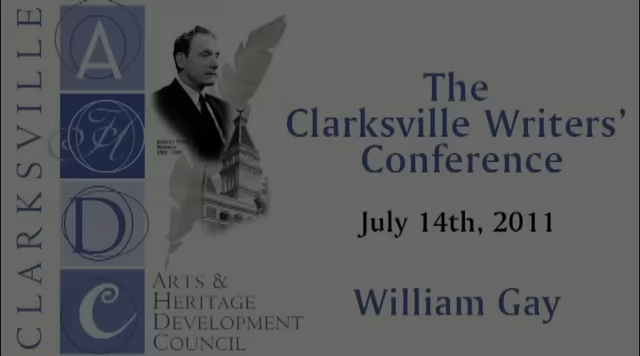 CLARKSVILLE
A
H
D
C
ARTS &
HERITAGE
DEVELOPMENT
COUNCIL
The
Clarksville Writers'
Conference
July 14th, 2011
William Gay